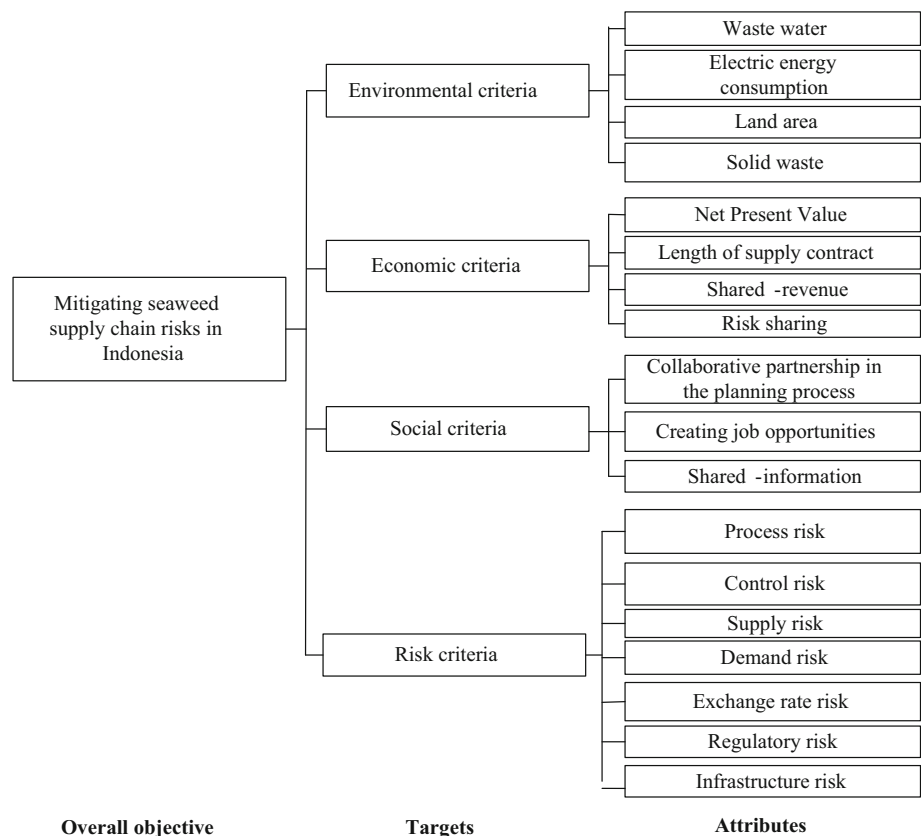 Waste water
Electric energy
consumption
Environmental criteria
Land area
Solid waste
Net Present Value
Length of supply contract
Economic criteria
Shared -revenue
Risk sharing
Mitigating seaweed
supply chain risks in
Indonesia
Collaborative partnership in
the planning process
Social criteria
Creating job opportunities
Shared -information
Process risk
Control risk
Supply risk
Risk criteria
Demand risk
Exchange rate risk
Regulatory risk
Infrastructure risk
Overall objective
Targets
Attributes